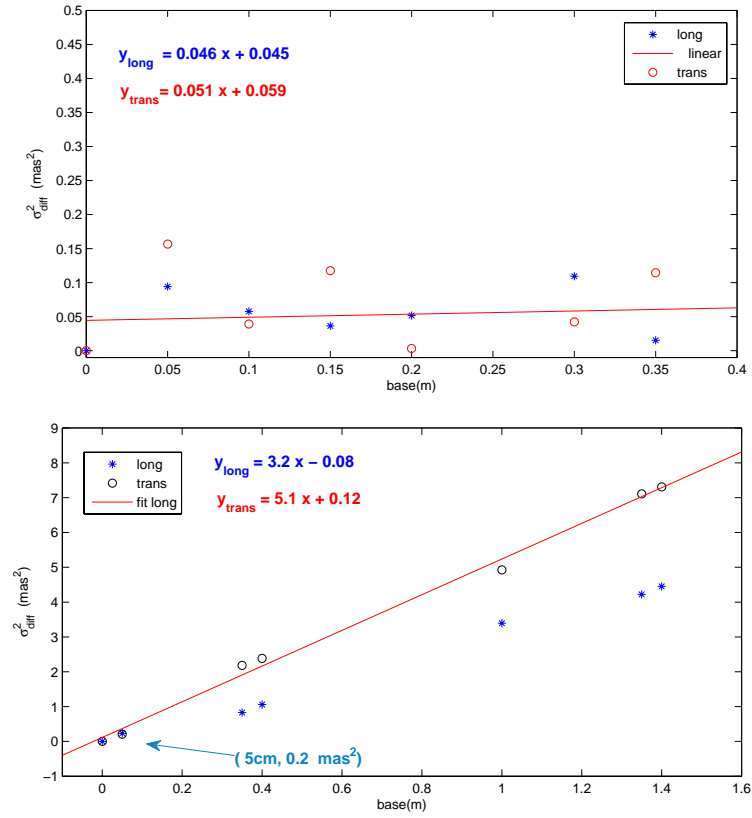 0.5
0.45
0.4
0.35
0.3
0.25
0.2
0.15
0.1
0.05
0
σ²diff (mas²)
y_long = 0.046 x + 0.045
y_trans = 0.051 x + 0.059
long
linear
trans
0 0.05 0.1 0.15 0.2 0.25 0.3 0.35 0.4
base(m)
9
8
7
6
5
4
3
2
1
0
−1
σ²diff (mas²)
long
trans
fit long
y_long = 3.2 x − 0.08
y_trans = 5.1 x + 0.12
( 5cm, 0.2 mas²)
0 0.2 0.4 0.6 0.8 1 1.2 1.4 1.6
base(m)